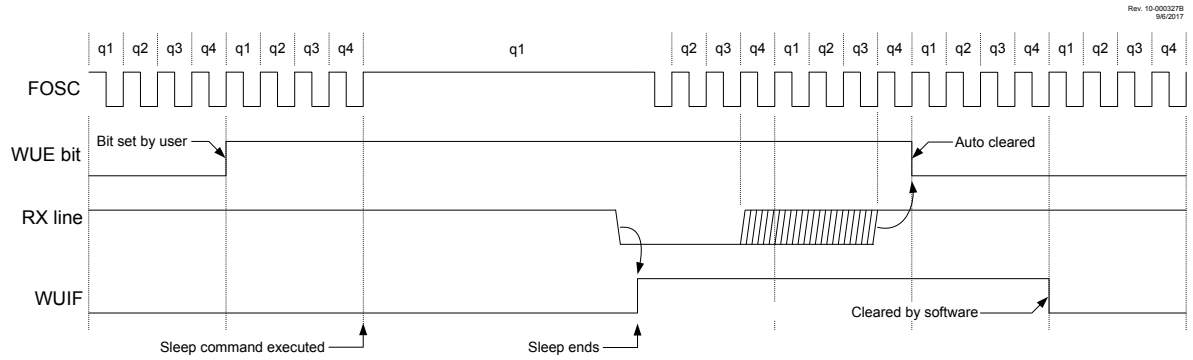 Rev. 10-000327B
9/6/2017
q1 q2 q3 q4 q1 q2 q3 q4 q1 q2 q3 q4 q1 q2 q3 q4 q1 q2 q3 q4 q1 q2 q3 q4
FOSC
Bit set by user
Auto cleared
WUE bit
RX line
WUIF
Cleared by software
Sleep command executed
Sleep ends